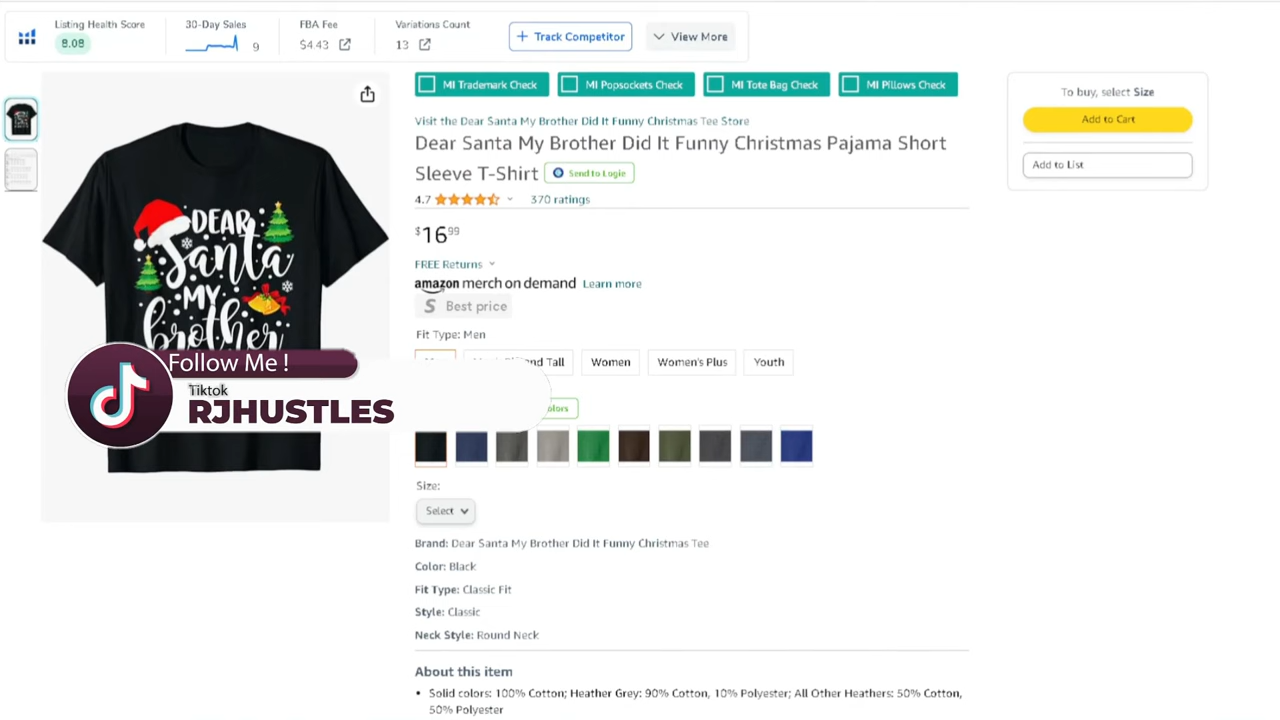 Listing Health Score
8.08
30-Day Sales
9
FBA Fee
$4.43
Variations Count
13
+ Track Competitor
View More
MI Trademark Check
MI Popsockets Check
MI Tote Bag Check
MI Pillows Check
Visit the Dear Santa My Brother Did It Funny Christmas Tee Store
Dear Santa My Brother Did It Funny Christmas Pajama Short
Sleeve T-Shirt
Send to Logie
4.7
370 ratings
$16.99
FREE Returns
amazon merch on demand Learn more
S Best price
Fit Type: Men
and Tall
Women
Women's Plus
Youth
olors
Size:
Select
Brand: Dear Santa My Brother Did It Funny Christmas Tee
Color: Black
Fit Type: Classic Fit
Style: Classic
Neck Style: Round Neck
About this item
• Solid colors: 100% Cotton; Heather Grey: 90% Cotton, 10% Polyester; All Other Heathers: 50% Cotton,
50% Polyester
To buy, select Size
Add to Cart
Add to List
DEAR
Santa
MY
brother
Follow Me !
Tiktok
RJHUSTLES